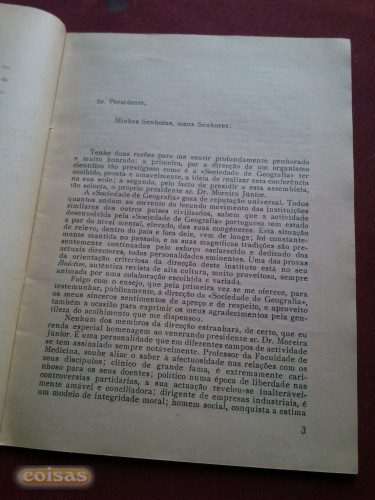 Sr. Presidente,
Minhas Senhoras, meus Senhores:
Tenho duas razões para me sentir profundamente penhorado
e muito honrado: a primeira, por a direcção de um organismo
científico tão prestigioso como é a «Sociedade de Geografia» ter
acolhido, pronta e amavelmente, a ideia de realizar esta conferência
na sua sede; a segunda, pelo facto de presidir a esta assembleia,
tão selecta, o próprio presidente sr. Dr. Moreira Júnior.
A «Sociedade de Geografia» goza de reputação universal. Todos
quantos andam ao corrente do fecundo movimento das instituições
similares dos outros países civilizados, sabem que a actividade
desenvolvida pela «Sociedade de Geografia» portuguesa tem estado
a par do nível mental, elevado, das suas congéneres. Esta situação
de relevo, dentro do país e fora dele, vem de longe; foi constante-
mente mantida no passado, e as suas magníficas tradições são pre-
sentemente continuadas pelo esforço esclarecido e dedicado dos
actuais directores, todos personalidades eminentes. Uma das provas
da orientação criteriosa da direcção deste instituto está no seu
Boletim, autêntica revista de alta cultura, muito proveitosa, sempre
animada por uma colaboração escolhida e variada.
Folgo com o ensejo, que pela primeira vez se me oferece, para
testemunhar, públicamente, a direcção da «Sociedade de Geografia»,
os meus sinceros sentimentos de apreço e de respeito, e aproveito
também a ocasião para exprimir os meus agradecimentos pela gen-
tileza do acolhimento que me dispensou.
Nenhum dos membros da direcção estranhará, de certo, que eu
renda especial homenagem ao venerando presidente sr. Dr. Moreira
Júnior. É uma personalidade que em diferentes campos de actividade
se tem assinalado sempre notàvelmente. Professor da Faculdade de
Medicina, soube aliar o saber à afectuosidade nas relações com os
seus discípulos; clínico de grande fama, é extremamente cari-
nhoso para os seus doentes; político numa época de liberdade nas
controvérsias partidárias, a sua actuação revelou-se inalteràvel-
mente amável e conciliadora; dirigente de empresas industriais, é
um modelo de integridade moral; homem social, conquista a estima
3
coisas